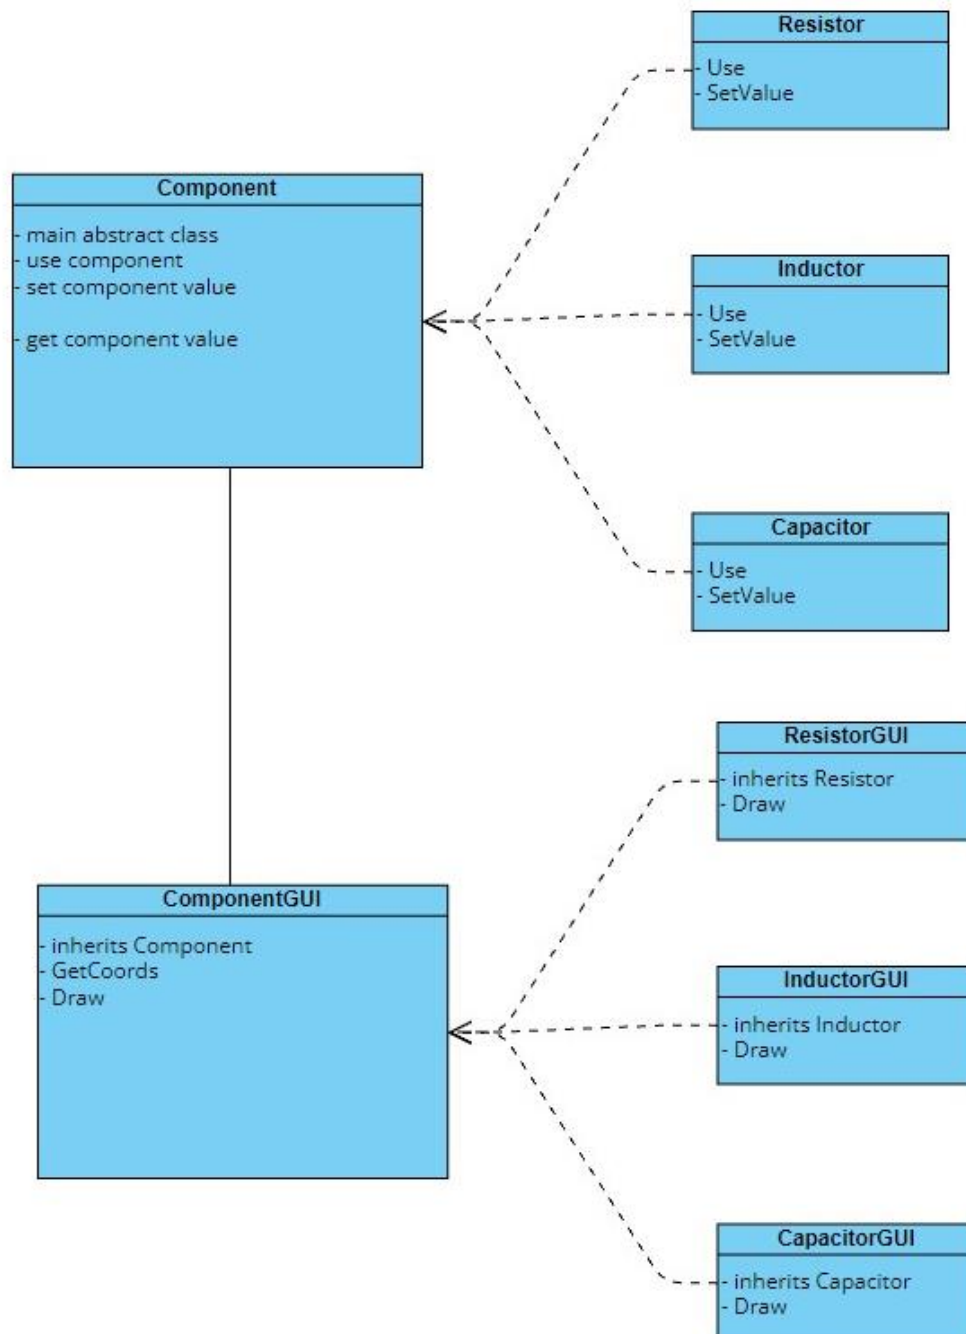 Resistor
- Use
- SetValue
Component
- main abstract class
- use component
- set component value
- get component value
Inductor
- Use
- SetValue
Capacitor
- Use
- SetValue
ResistorGUI
- inherits Resistor
- Draw
ComponentGUI
- inherits Component
- GetCoords
- Draw
InductorGUI
- inherits Inductor
- Draw
CapacitorGUI
- inherits Capacitor
- Draw